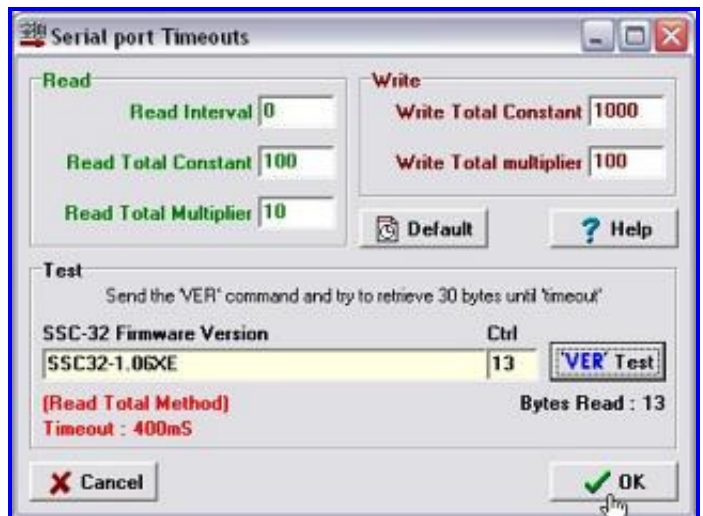 Serial port Timeouts
Read
Read Interval 0
Read Total Constant 100
Read Total Multiplier 10
Write
Write Total Constant 1000
Write Total multiplier 100
Default
? Help
Test
Send the 'VER' command and try to retrieve 30 bytes until 'timeout'
SSC-32 Firmware Version Ctrl
SSC32-1.06XE 13 'VER' Test
(Read Total Method) Bytes Read : 13
Timeout : 400mS
Cancel OK